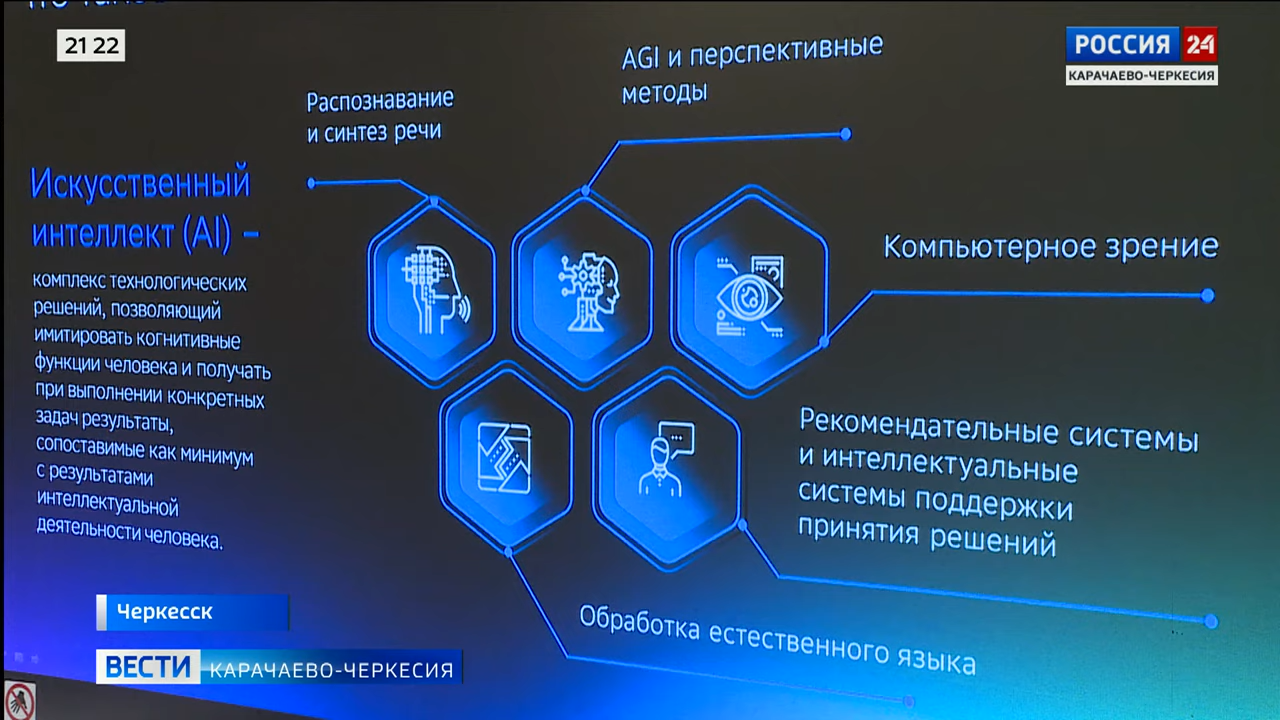 21 22
РОССИЯ 24
КАРАЧАЕВО-ЧЕРКЕСИЯ
AGI и перспективные
методы
Распознавание
и синтез речи
Искусственный
интеллект (AI) –
комплекс технологических
решений, позволяющий
имитировать когнитивные
функции человека и получать
при выполнении конкретных
задач результаты,
сопоставимые как минимум
с результатами
интеллектуальной
деятельности человека.
Компьютерное зрение
Рекомендательные системы
и интеллектуальные
системы поддержки
принятия решений
Обработка естественного языка
Черкесск
ВЕСТИ КАРАЧАЕВО-ЧЕРКЕСИЯ